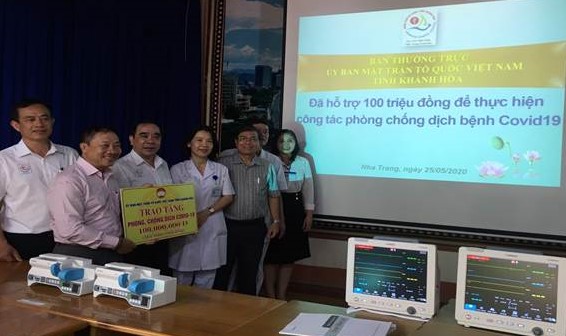 BAN THƯỜNG TRỰC
ỦY BAN MẶT TRẬN TỔ QUỐC VIỆT NAM
TỈNH KHÁNH HÒA
Đã hỗ trợ 100 triệu đồng để thực hiện
công tác phòng chống dịch bệnh Covid19
Nha Trang, ngày 25/05/2020
TRAO TẶNG
PHÒNG, CHỐNG DỊCH COVID-19
100.000.000 Đ